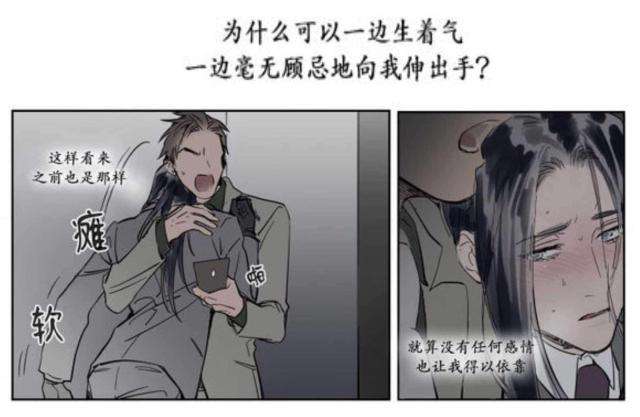 为什么可以一边生着气
一边毫无顾忌地向我伸出手?
这样看来
之前也是那样
瘫
软
啪
就算没有任何感情
也让我得以依靠